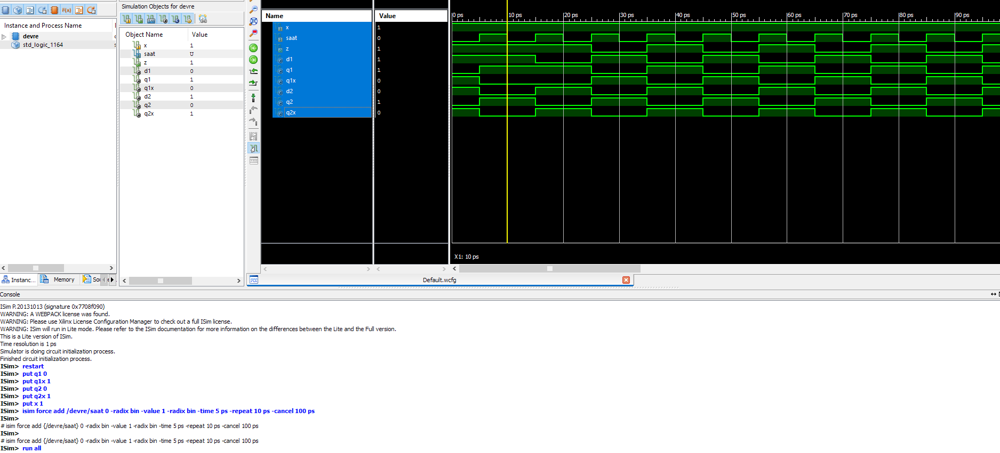 Simulation Objects for devre
F(x)
Instance and Process Name
devre
std_logic_1164
Instanc...
Memory
Object Name Value
x 1
saat U
z 1
d1 0
q1 1
q1x 0
d2 1
q2 0
q2x 1
Name Value
x 1
saat 0
z 1
d1 1
q1 1
q1x 0
d2 0
q2 1
q2x 0
0 ps 10 ps 20 ps 30 ps 40 ps 50 ps 60 ps 70 ps 80 ps 90 ps
X1: 10 ps
Default.wcfg
Console
ISim P.20131013 (signature 0x7708f090)
WARNING: A WEBPACK license was found.
WARNING: Please use Xilinx License Configuration Manager to check out a full ISim license.
WARNING: ISim will run in Lite mode. Please refer to the ISim documentation for more information on the differences between the Lite and the Full version.
This is a Lite version of ISim.
Time resolution is 1 ps
Simulator is doing circuit initialization process.
Finished circuit initialization process.
ISim> restart
ISim> put q1 0
ISim> put q1x 1
ISim> put q2 0
ISim> put q2x 1
ISim> put x 1
ISim> isim force add /devre/saat 0 -radix bin -value 1 -radix bin -time 5 ps -repeat 10 ps -cancel 100 ps
ISim>
# isim force add {/devre/saat} 0 -radix bin -value 1 -radix bin -time 5 ps -repeat 10 ps -cancel 100 ps
ISim>
# isim force add {/devre/saat} 0 -radix bin -value 1 -radix bin -time 5 ps -repeat 10 ps -cancel 100 ps
ISim> run all